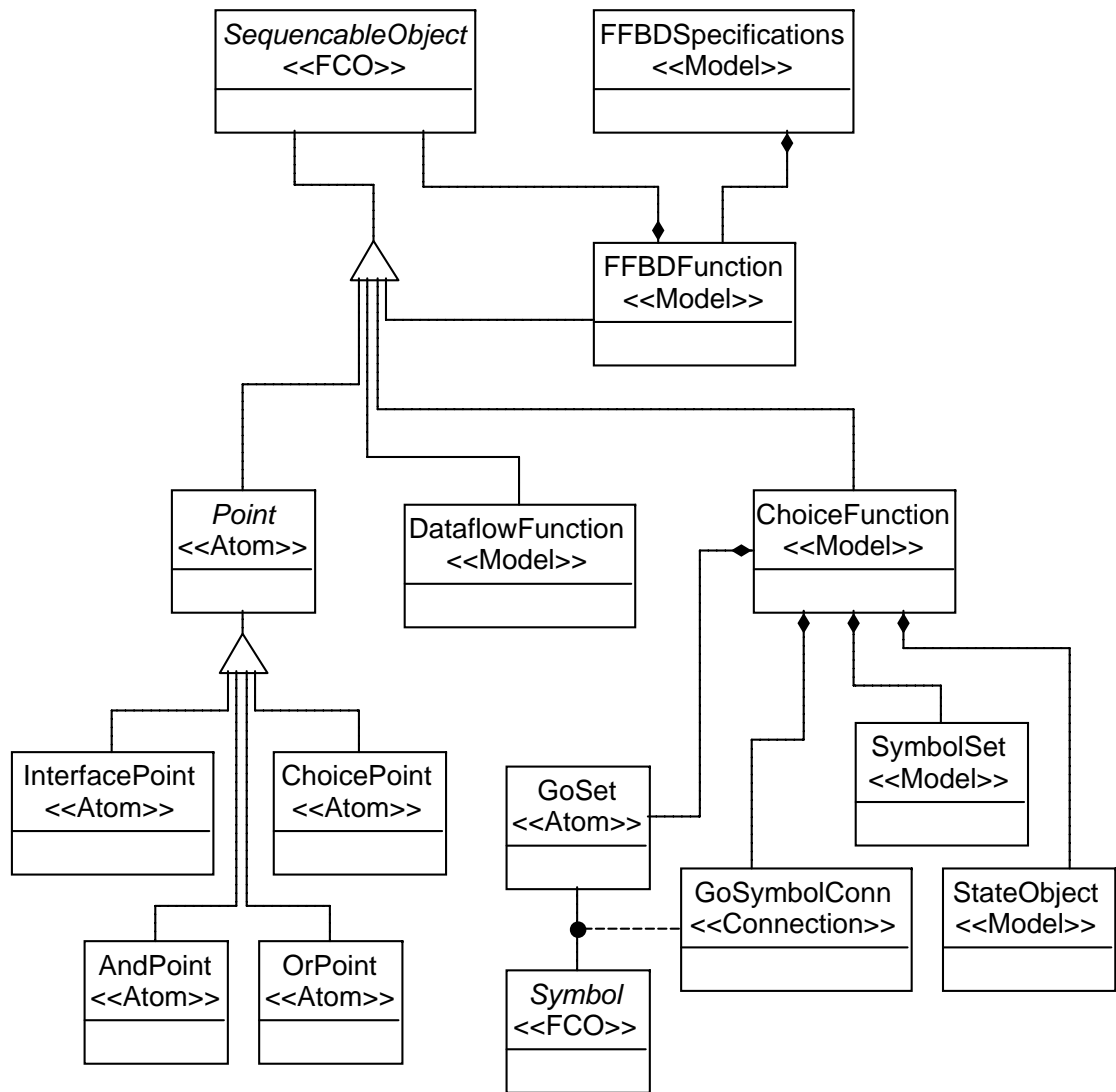 SequencableObject
<<FCO>>
FFBDSpecifications
<<Model>>
FFBDFunction
<<Model>>
Point
<<Atom>>
DataflowFunction
<<Model>>
ChoiceFunction
<<Model>>
InterfacePoint
<<Atom>>
ChoicePoint
<<Atom>>
GoSet
<<Atom>>
SymbolSet
<<Model>>
AndPoint
<<Atom>>
OrPoint
<<Atom>>
GoSymbolConn
<<Connection>>
StateObject
<<Model>>
Symbol
<<FCO>>